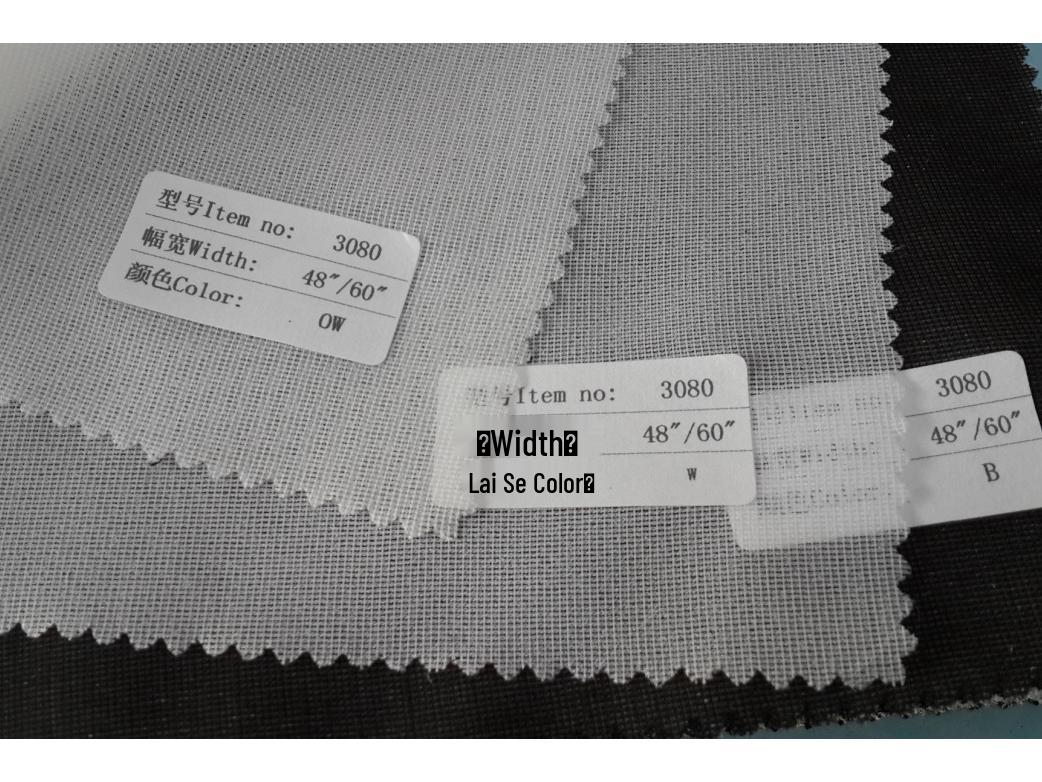 型号Item no: 3080
幅宽Width: 48"/60"
颜色Color: OW
Item no: 3080
Width 48"/60"
Lai Se Color W
3080
48"/60"
B